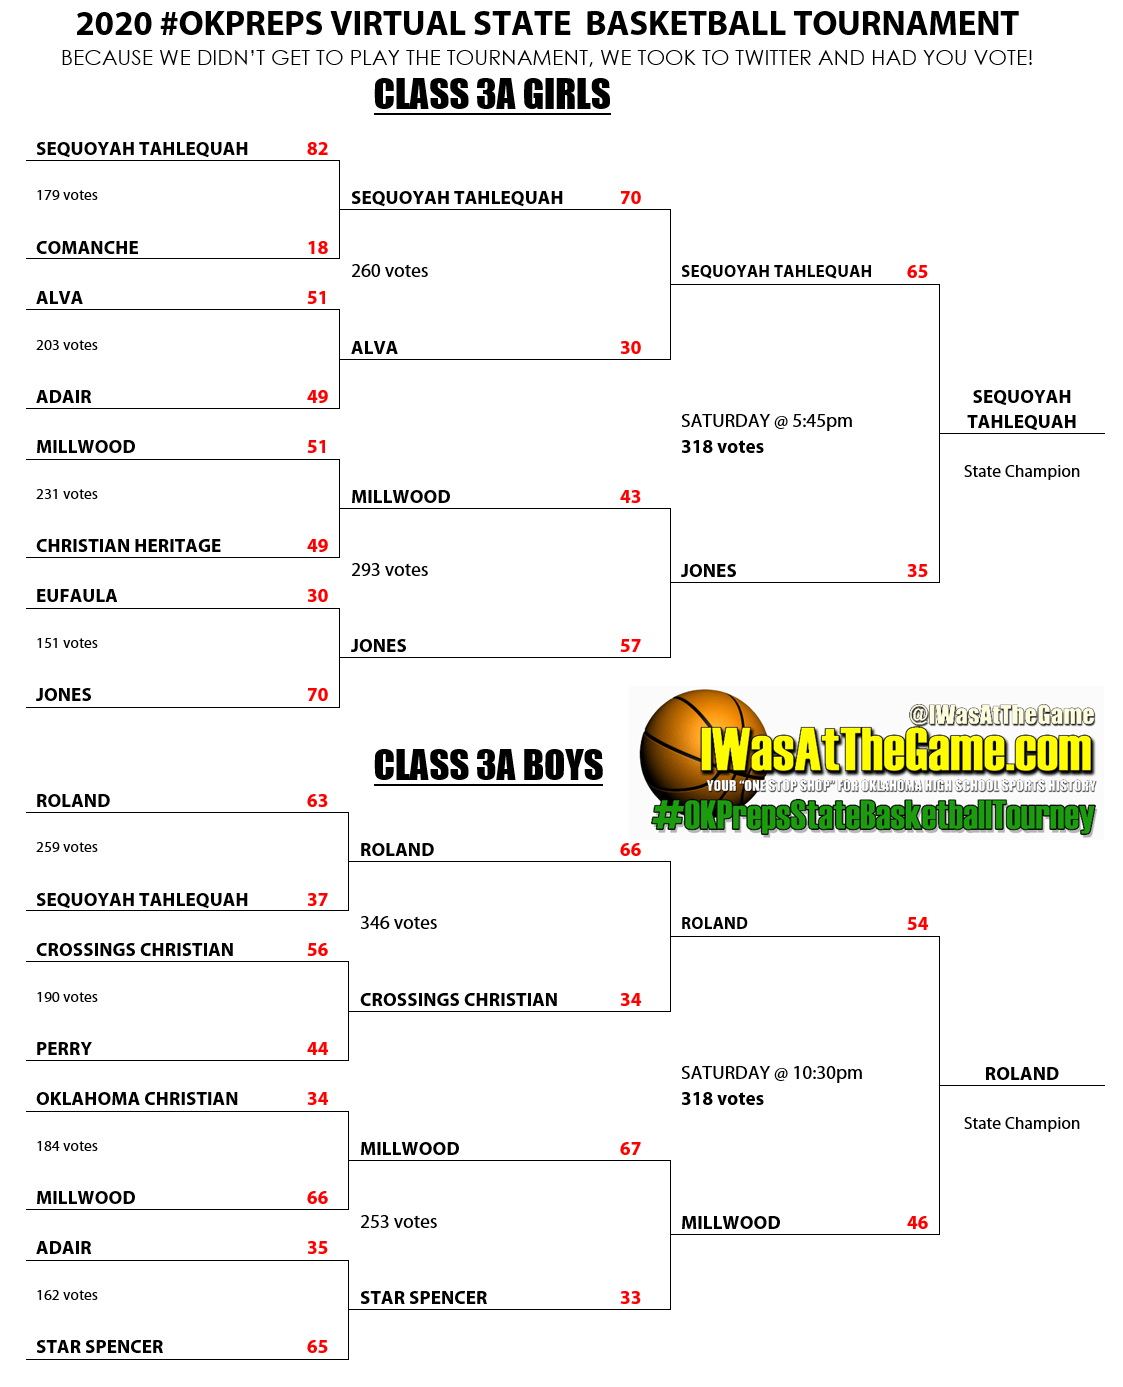 2020 #OKPREPS VIRTUAL STATE BASKETBALL TOURNAMENT
BECAUSE WE DIDN'T GET TO PLAY THE TOURNAMENT, WE TOOK TO TWITTER AND HAD YOU VOTE!
CLASS 3A GIRLS
SEQUOYAH TAHLEQUAH 82
179 votes
COMANCHE 18
ALVA 51
203 votes
ADAIR 49
MILLWOOD 51
231 votes
CHRISTIAN HERITAGE 49
EUFAULA 30
151 votes
JONES 70
SEQUOYAH TAHLEQUAH 70
260 votes
ALVA 30
MILLWOOD 43
293 votes
JONES 57
SEQUOYAH TAHLEQUAH 65
SATURDAY @ 5:45pm
318 votes
JONES 35
SEQUOYAH
TAHLEQUAH
State Champion
@IWasAtTheGame
IWasAtTheGame.com
YOUR "ONE STOP SHOP" FOR OKLAHOMA HIGH SCHOOL SPORTS HISTORY
#OKPrepsStateBasketballTourney
CLASS 3A BOYS
ROLAND 63
259 votes
SEQUOYAH TAHLEQUAH 37
CROSSINGS CHRISTIAN 56
190 votes
PERRY 44
OKLAHOMA CHRISTIAN 34
184 votes
MILLWOOD 66
ADAIR 35
162 votes
STAR SPENCER 65
ROLAND 66
346 votes
CROSSINGS CHRISTIAN 34
MILLWOOD 67
253 votes
STAR SPENCER 33
ROLAND 54
SATURDAY @ 10:30pm
318 votes
MILLWOOD 46
ROLAND
State Champion